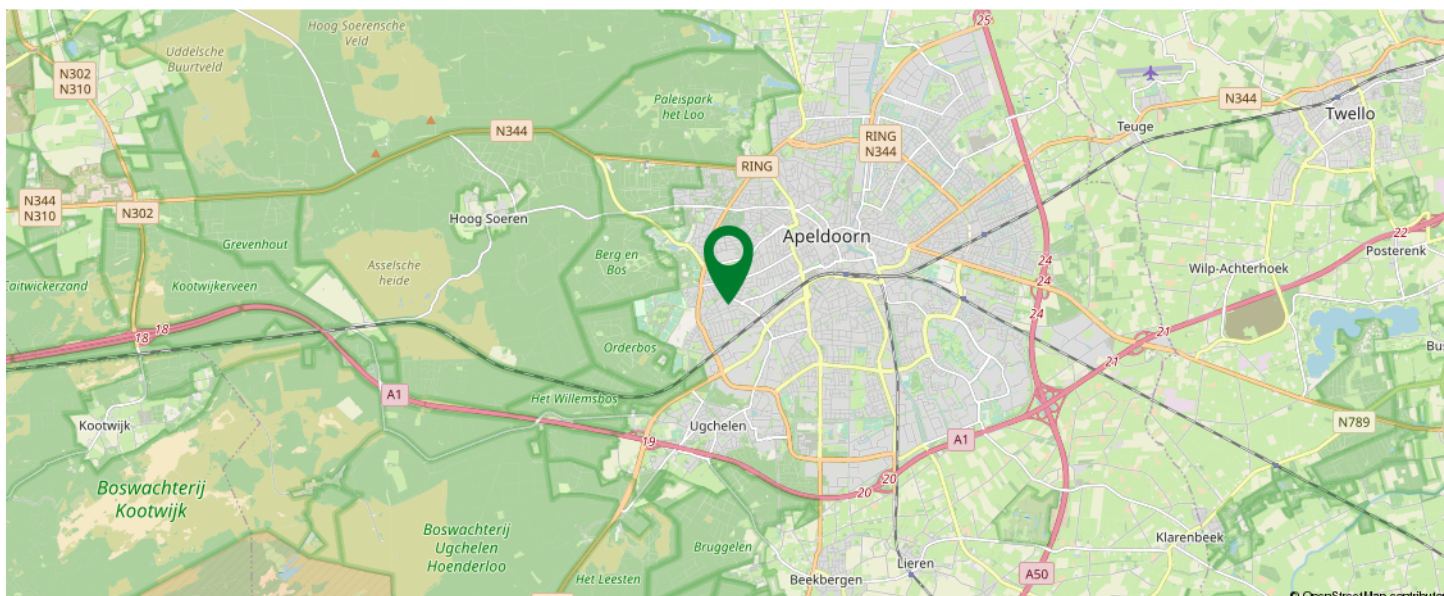 25
Hoog Soerensche
Veld
Uddelsche
Buurtveld
N302
N310
Paleispark
het Loo
N344
N344
Twello
Teuge
RING
N344
RING
N344
N310
N302
Hoog Soeren
Grevenhout
Apeldoorn
22
Posterenk
Berg en
Bos
Asselsche
heide
24
Wilp-Achterhoek
24
Kootwijkerveen
24
18
18
21
21
Orderbos
A1
Het Willemsbos
Kootwijk
Ugchelen
N789
19
A1
20
20
Boswachterij
Kootwijk
Boswachterij
Ugchelen
Hoenderloo
Bruggelen
Klarenbeek
Lieren
Het Leesten
Beekbergen
A50